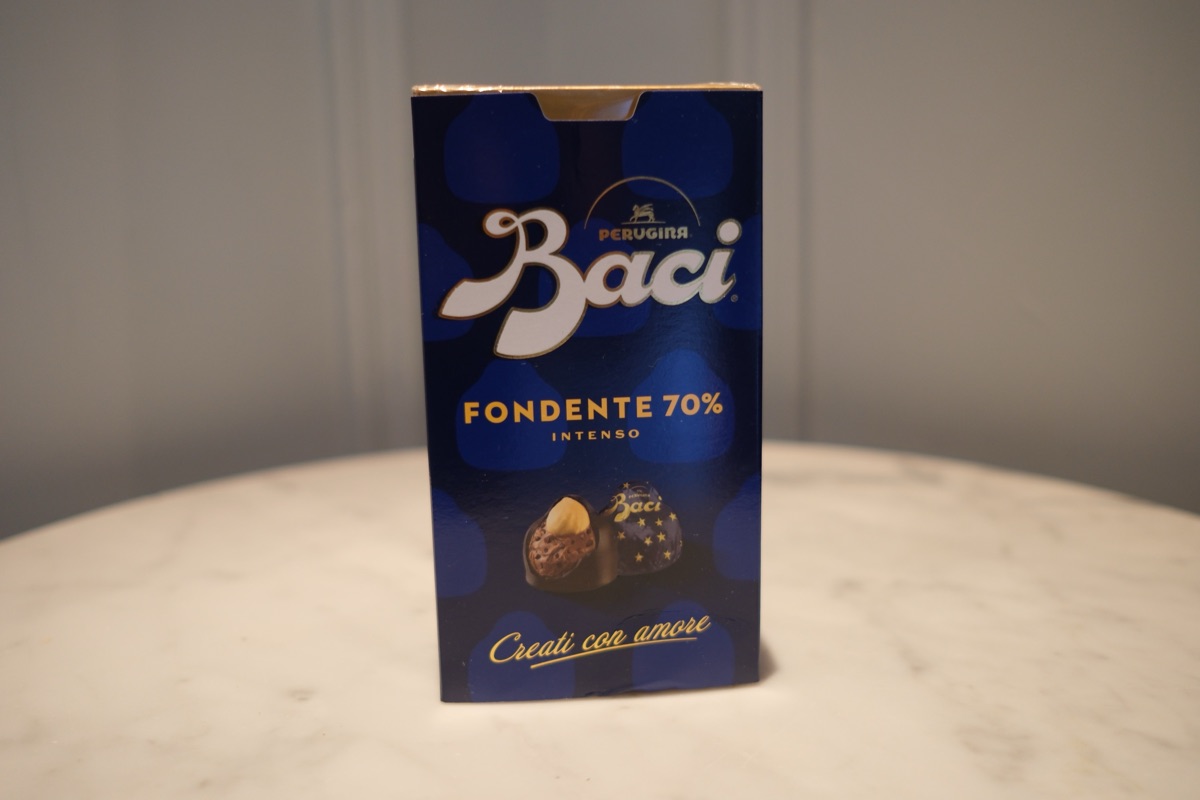 PERUGINA
Baci
FONDENTE 70%
INTENSO
Baci
Creati con amore